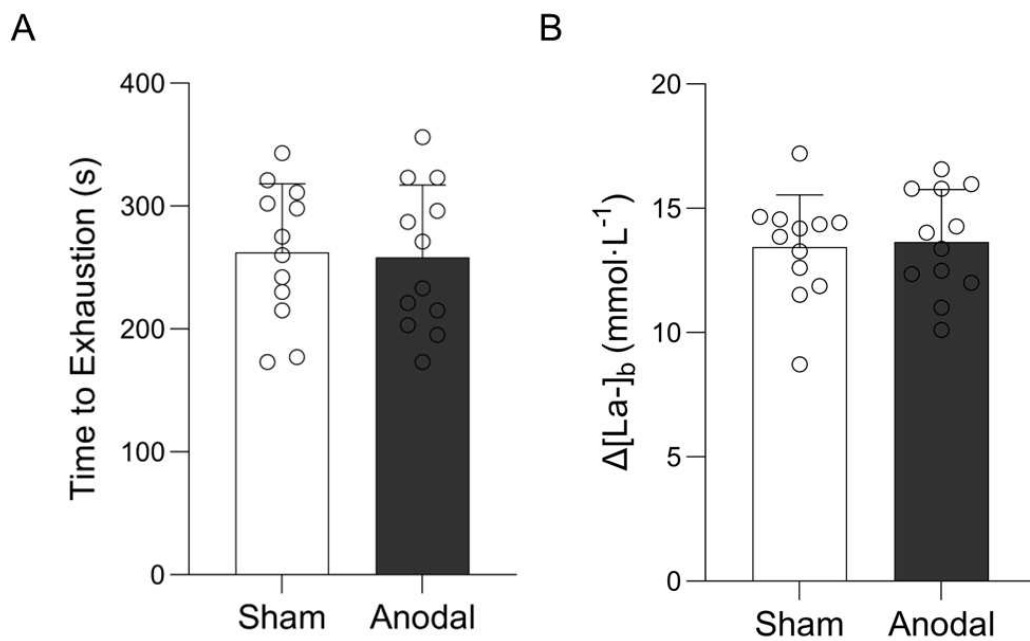 A
Time to Exhaustion (s)
400
300
200
100
0
Sham Anodal
B
Δ[La-]b (mmol·L⁻¹)
20
15
10
5
0
Sham Anodal